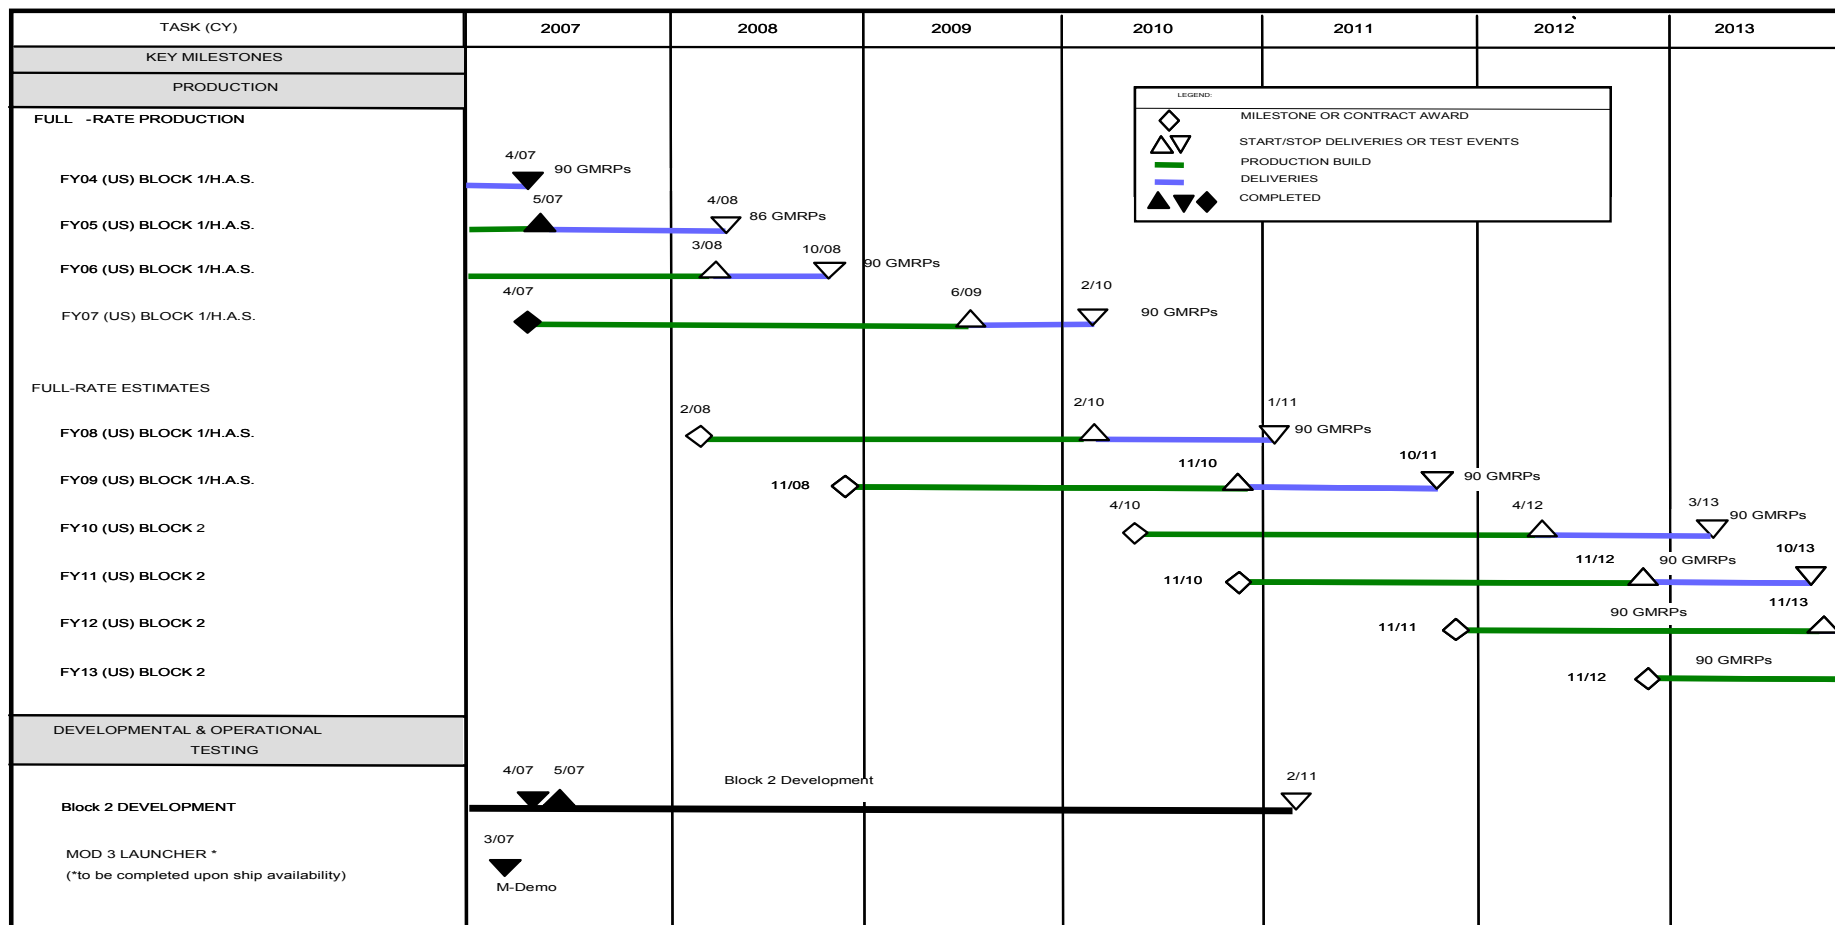 TASK (CY) 2007 2008 2009 2010 2011 2012 2013
KEY MILESTONES
PRODUCTION
LEGEND:
MILESTONE OR CONTRACT AWARD
START/STOP DELIVERIES OR TEST EVENTS
PRODUCTION BUILD
DELIVERIES
COMPLETED
FULL -RATE PRODUCTION
4/07 90 GMRPs
FY04 (US) BLOCK 1/H.A.S.
5/07 4/08 86 GMRPs
FY05 (US) BLOCK 1/H.A.S.
3/08 10/08 90 GMRPs
FY06 (US) BLOCK 1/H.A.S.
4/07 6/09 2/10 90 GMRPs
FY07 (US) BLOCK 1/H.A.S.
FULL-RATE ESTIMATES
2/08 2/10 1/11 90 GMRPs
FY08 (US) BLOCK 1/H.A.S.
11/08 11/10 10/11 90 GMRPs
FY09 (US) BLOCK 1/H.A.S.
4/10 4/12 3/13 90 GMRPs
FY10 (US) BLOCK 2
11/10 11/12 90 GMRPs 10/13
FY11 (US) BLOCK 2
11/11 90 GMRPs 11/13
FY12 (US) BLOCK 2
11/12 90 GMRPs
FY13 (US) BLOCK 2
DEVELOPMENTAL & OPERATIONAL
TESTING
4/07 5/07 Block 2 Development 2/11
Block 2 DEVELOPMENT
3/07
MOD 3 LAUNCHER *
(*to be completed upon ship availability)
M-Demo